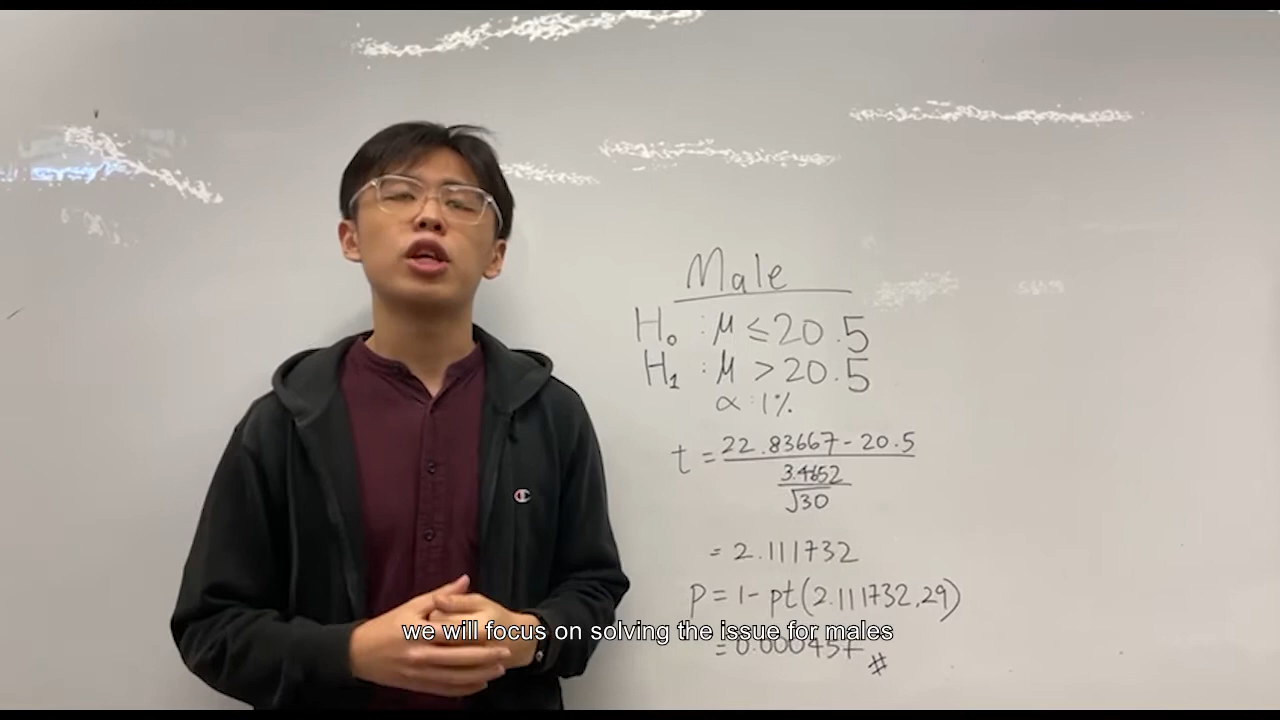 Male
H₀ : μ ≤ 20.5
H₁ : μ > 20.5
α : 1%
t = (22.83667 - 20.5) / (3.4652 / √30)
= 2.111732
p = 1 - pt(2.111732, 29)
we will focus on solving the issue for males
#